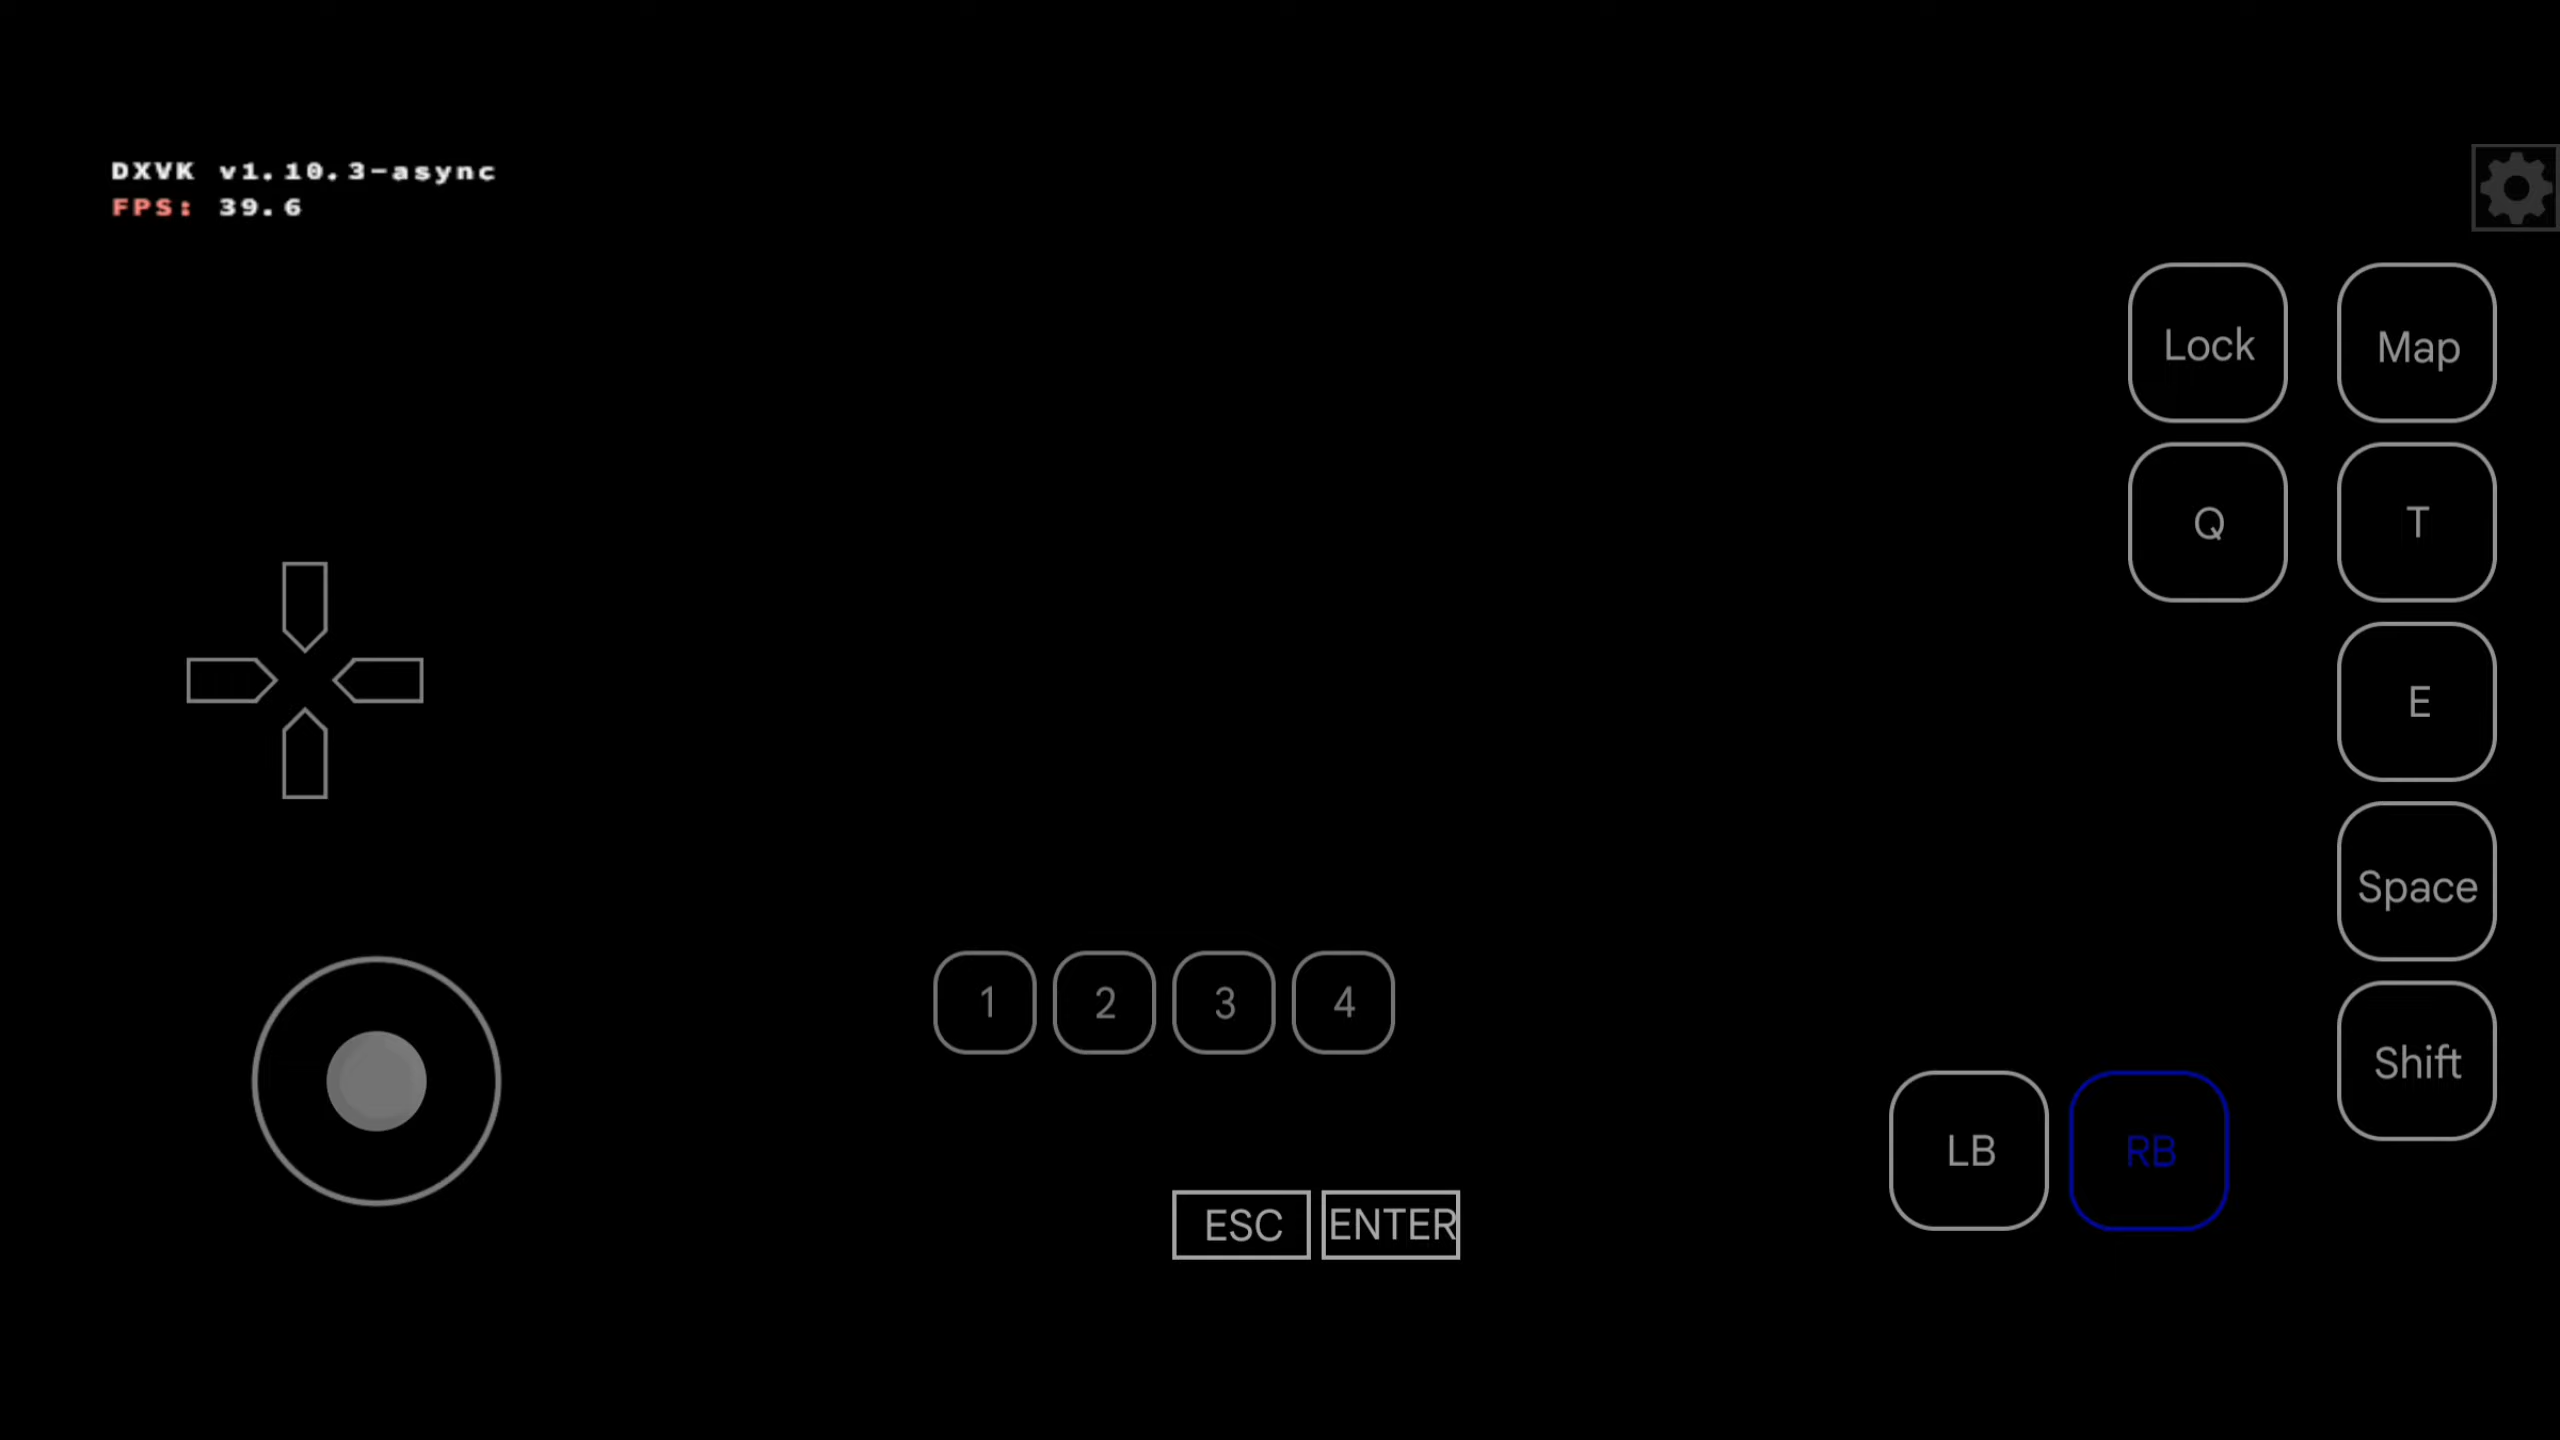 DXVK v1.10.3-async
FPS: 39.6
Lock
Map
Q
T
E
Space
1
2
3
4
Shift
LB
RB
ESC
ENTER